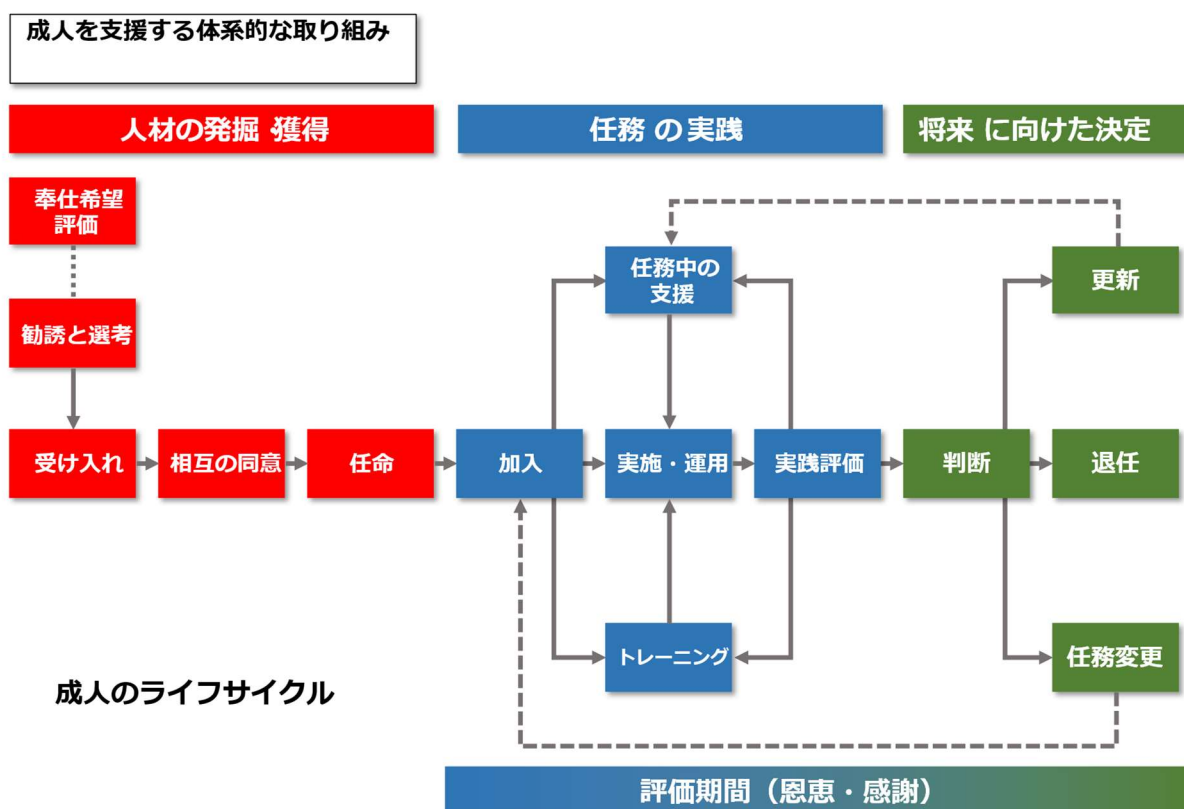 成人を支援する体系的な取り組み
人材の発掘・獲得
任務 の 実践
将来 に向けた決定
奉仕希望
評価
任務中の
支援
更新
勧誘と選考
受け入れ
相互の同意
任命
加入
実施・運用
実践評価
判断
退任
トレーニング
任務変更
成人のライフサイクル
評価期間（恩恵・感謝）